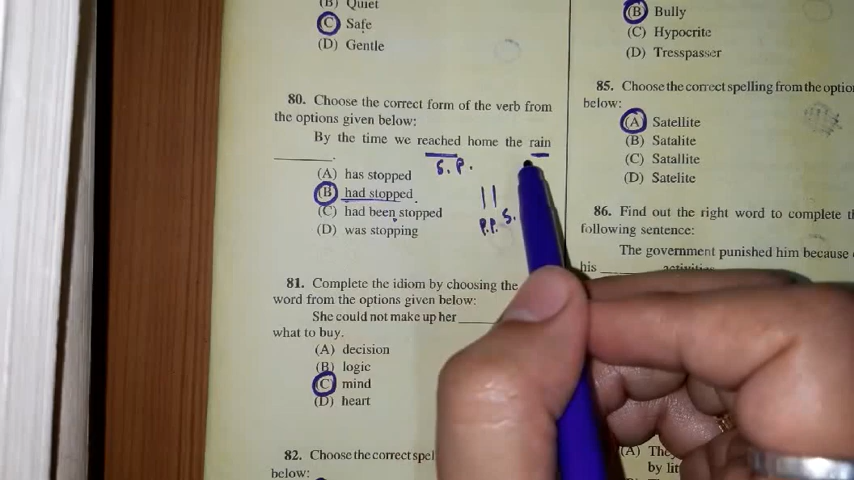 (B) Quiet
(C) Safe
(D) Gentle
80. Choose the correct form of the verb from
the options given below:
By the time we reached home the rain
________.
S.P.
(A) has stopped
(B) had stopped
(C) had been stopped
(D) was stopping
P.P. S.
81. Complete the idiom by choosing the
word from the options given below:
She could not make up her
what to buy.
(A) decision
(B) logic
(C) mind
(D) heart
82. Choose the correct spel
below:
(B) Bully
(C) Hypocrite
(D) Tresspasser
85. Choose the correct spelling from the optio
below:
(A) Satellite
(B) Satalite
(C) Satallite
(D) Satelite
86. Find out the right word to complete th
following sentence:
The government punished him because
his ________ activities
(A) The
by lit